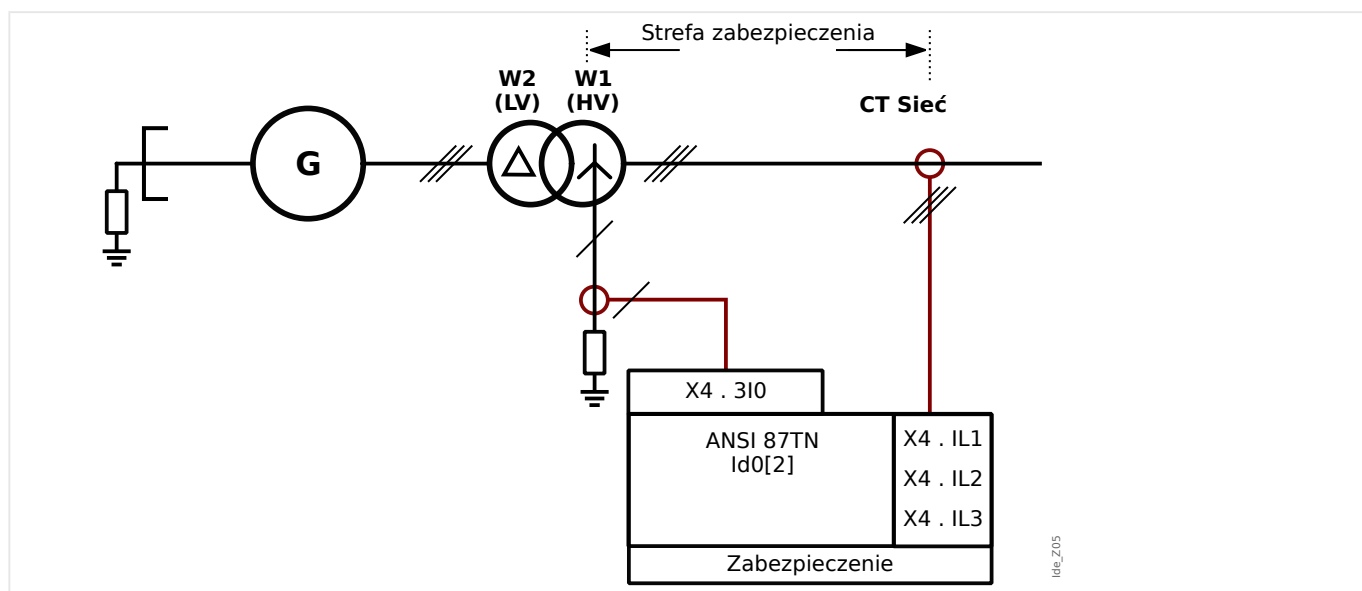 Strefa zabezpieczenia
W2
(LV)
W1
(HV)
CT Sieć
G
X4 . 3I0
ANSI 87TN
Id0[2]
X4 . IL1
X4 . IL2
X4 . IL3
Zabezpieczenie
Ide_Z05